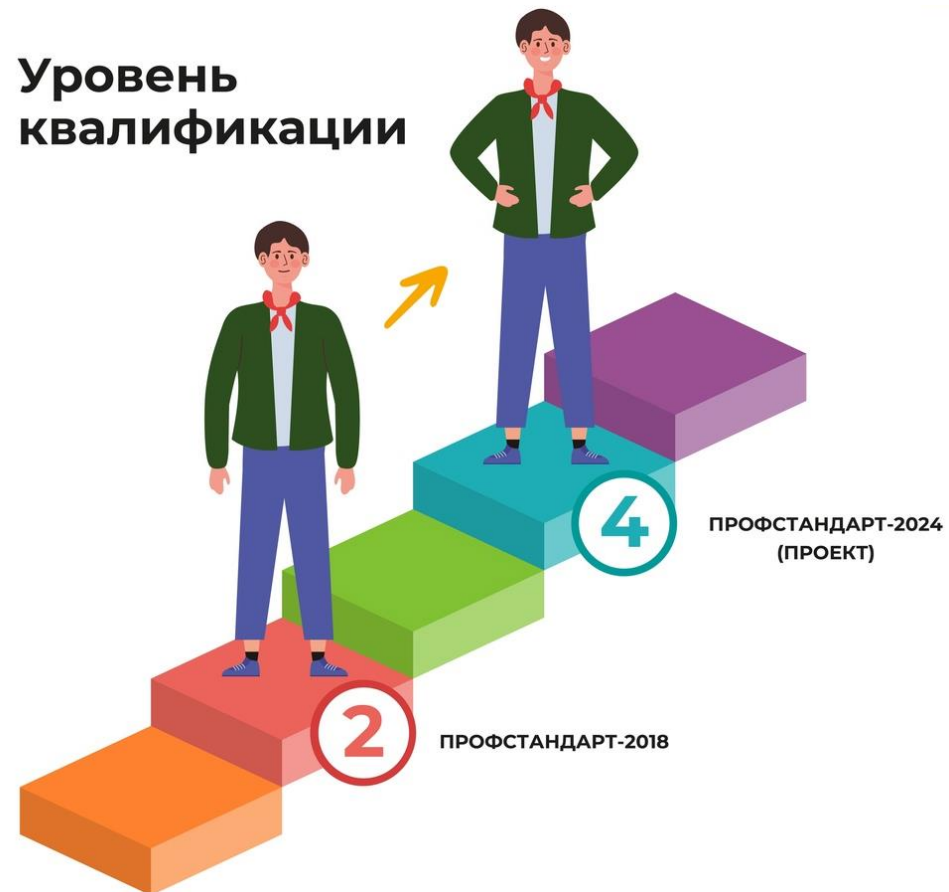 Уровень
квалификации
4
ПРОФСТАНДАРТ-2024
(ПРОЕКТ)
2
ПРОФСТАНДАРТ-2018